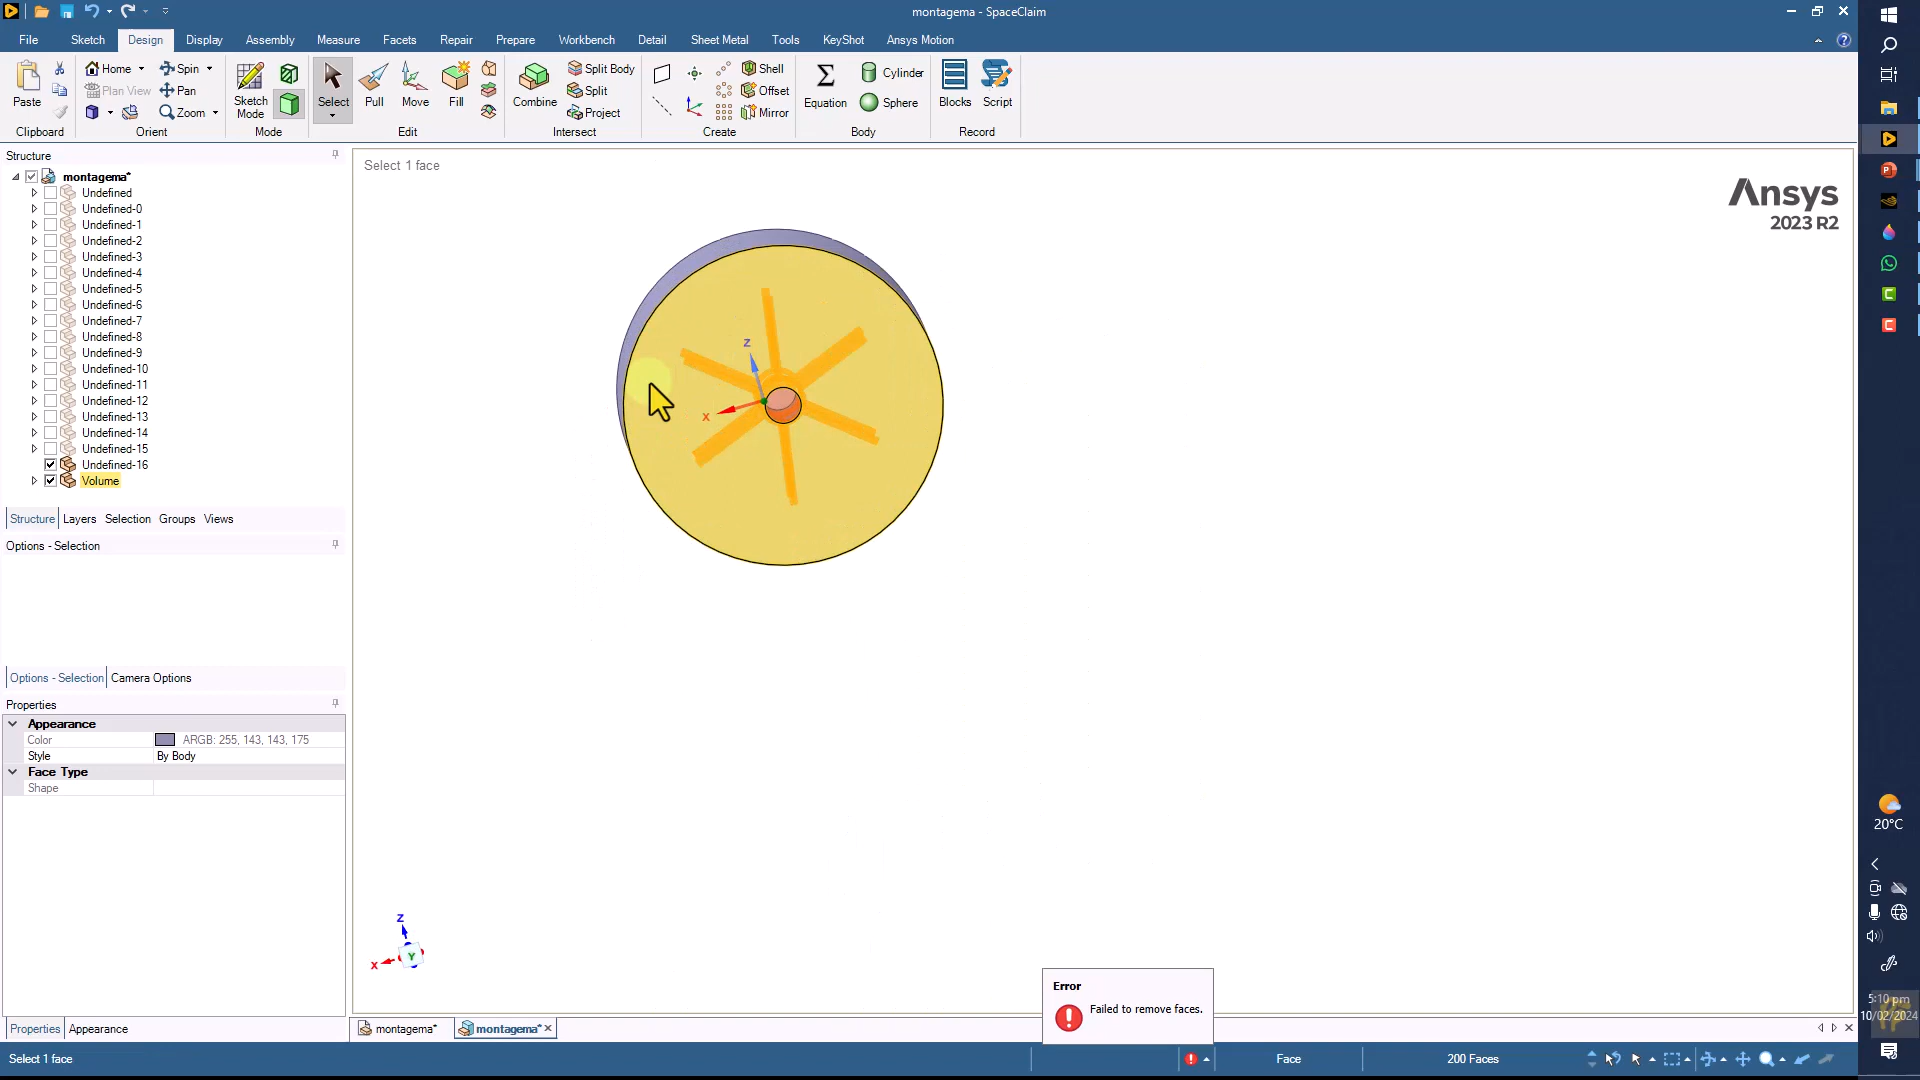 montagema - SpaceClaim
File Sketch Design Display Assembly Measure Facets Repair Prepare Workbench Detail Sheet Metal Tools KeyShot Ansys Motion
Home Spin Split Body Shell Cylinder
Plan View Pan Split Offset
Paste Zoom Sketch Mode Select Pull Move Fill Combine Project Mirror Equation Sphere Blocks Script
Clipboard Orient Mode Edit Intersect Create Body Record
Structure
montagema*
Undefined
Undefined-0
Undefined-1
Undefined-2
Undefined-3
Undefined-4
Undefined-5
Undefined-6
Undefined-7
Undefined-8
Undefined-9
Undefined-10
Undefined-11
Undefined-12
Undefined-13
Undefined-14
Undefined-15
Undefined-16
Volume
Structure Layers Selection Groups Views
Options - Selection
Options - Selection Camera Options
Properties
Appearance
Color ARGB: 255, 143, 143, 175
Style By Body
Face Type
Shape
Properties Appearance
Select 1 face
Ansys
2023 R2
Z
X
Z
X
Y
Error
Failed to remove faces.
montagema* montagema*
Select 1 face Face 200 Faces
20°C
5:10 pm
10/02/2024